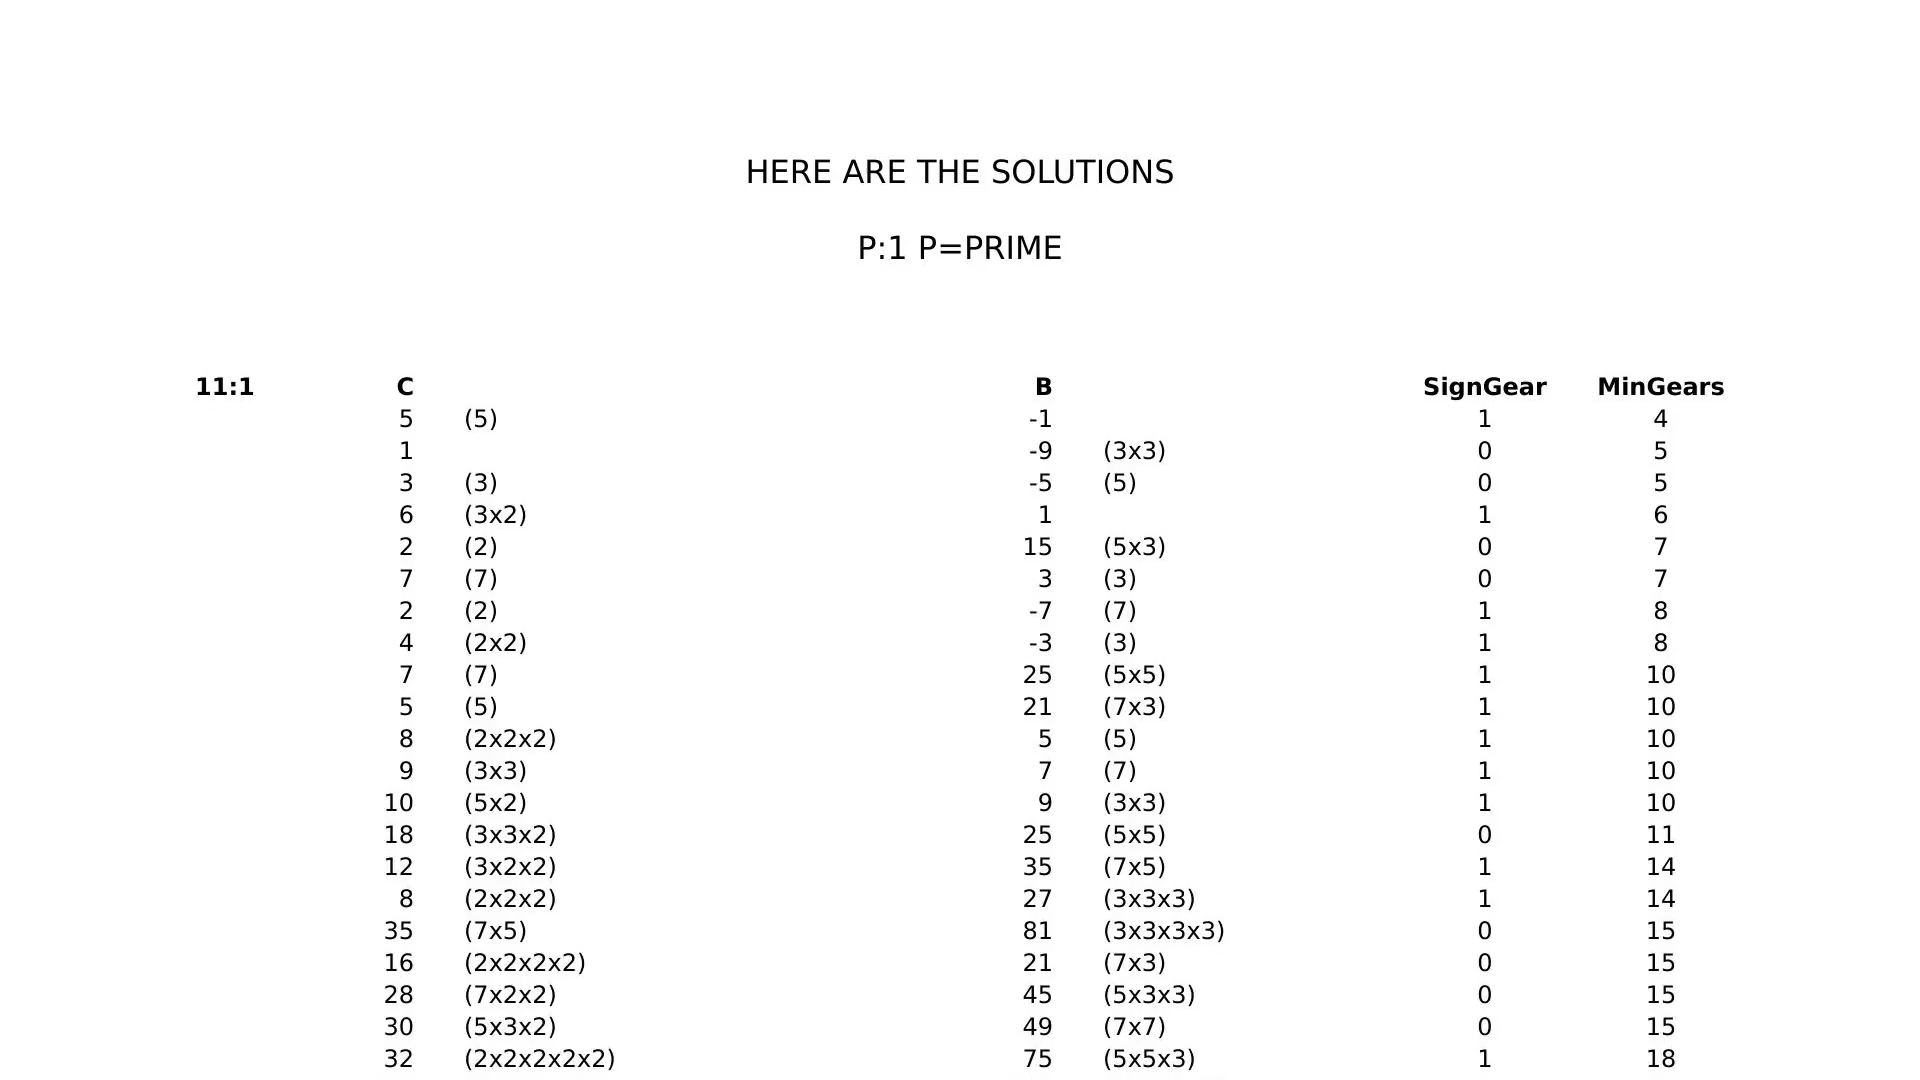 HERE ARE THE SOLUTIONS
P:1 P=PRIME
11:1 C B SignGear MinGears
5 (5) -1 1 4
1 -9 (3x3) 0 5
3 (3) -5 (5) 0 5
6 (3x2) 1 1 6
2 (2) 15 (5x3) 0 7
7 (7) 3 (3) 0 7
2 (2) -7 (7) 1 8
4 (2x2) -3 (3) 1 8
7 (7) 25 (5x5) 1 10
5 (5) 21 (7x3) 1 10
8 (2x2x2) 5 (5) 1 10
9 (3x3) 7 (7) 1 10
10 (5x2) 9 (3x3) 1 10
18 (3x3x2) 25 (5x5) 0 11
12 (3x2x2) 35 (7x5) 1 14
8 (2x2x2) 27 (3x3x3) 1 14
35 (7x5) 81 (3x3x3x3) 0 15
16 (2x2x2x2) 21 (7x3) 0 15
28 (7x2x2) 45 (5x3x3) 0 15
30 (5x3x2) 49 (7x7) 0 15
32 (2x2x2x2x2) 75 (5x5x3) 1 18